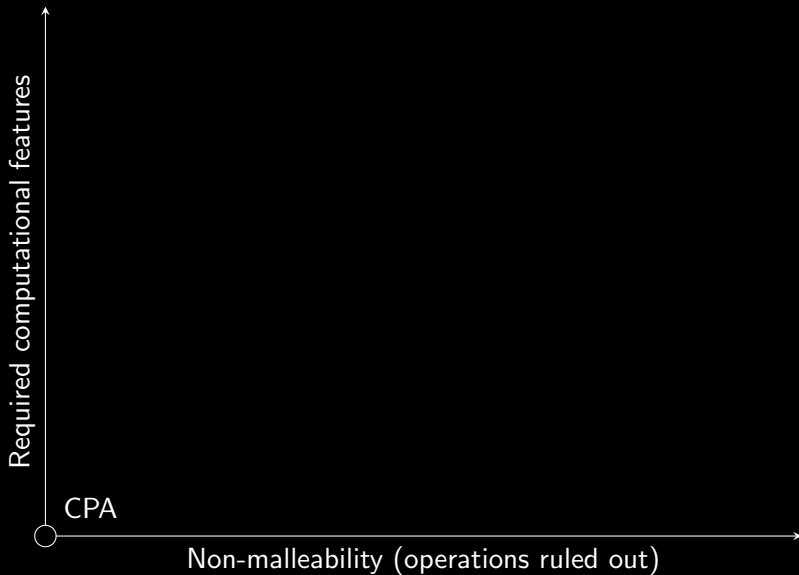 Required computational features
CPA
Non-malleability (operations ruled out)